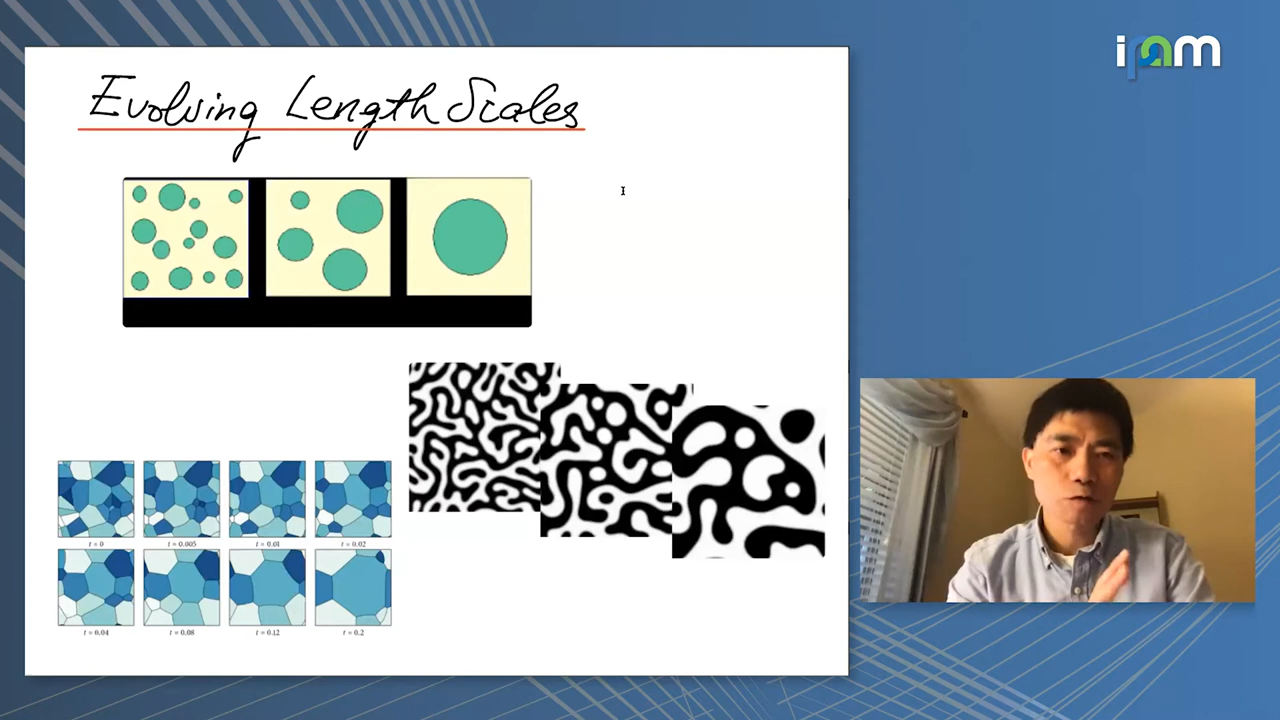 ipam
Evolving Length Scales
t = 0
t = 0.005
t = 0.01
t = 0.02
t = 0.04
t = 0.08
t = 0.12
t = 0.2